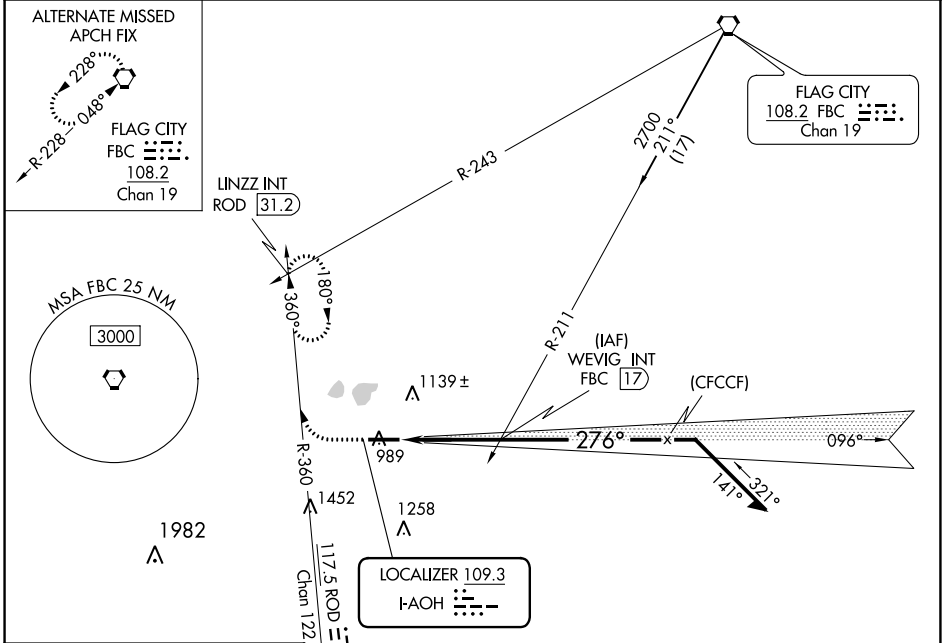 ALTERNATE MISSED
APCH FIX
228°
048°
R-228
FLAG CITY
FBC
108.2
Chan 19
FLAG CITY
108.2 FBC
Chan 19
2700
211°
(17)
R-243
LINZZ INT
ROD 31.2
180°
360°
MSA FBC 25 NM
3000
R-211
(IAF)
WEVIG INT
FBC 17
(CFCCF)
1139 ±
276°
x
096°
989
141°
321°
R-360
1452
1258
1982
117.5 ROD
Chan 122
LOCALIZER 109.3
I-AOH